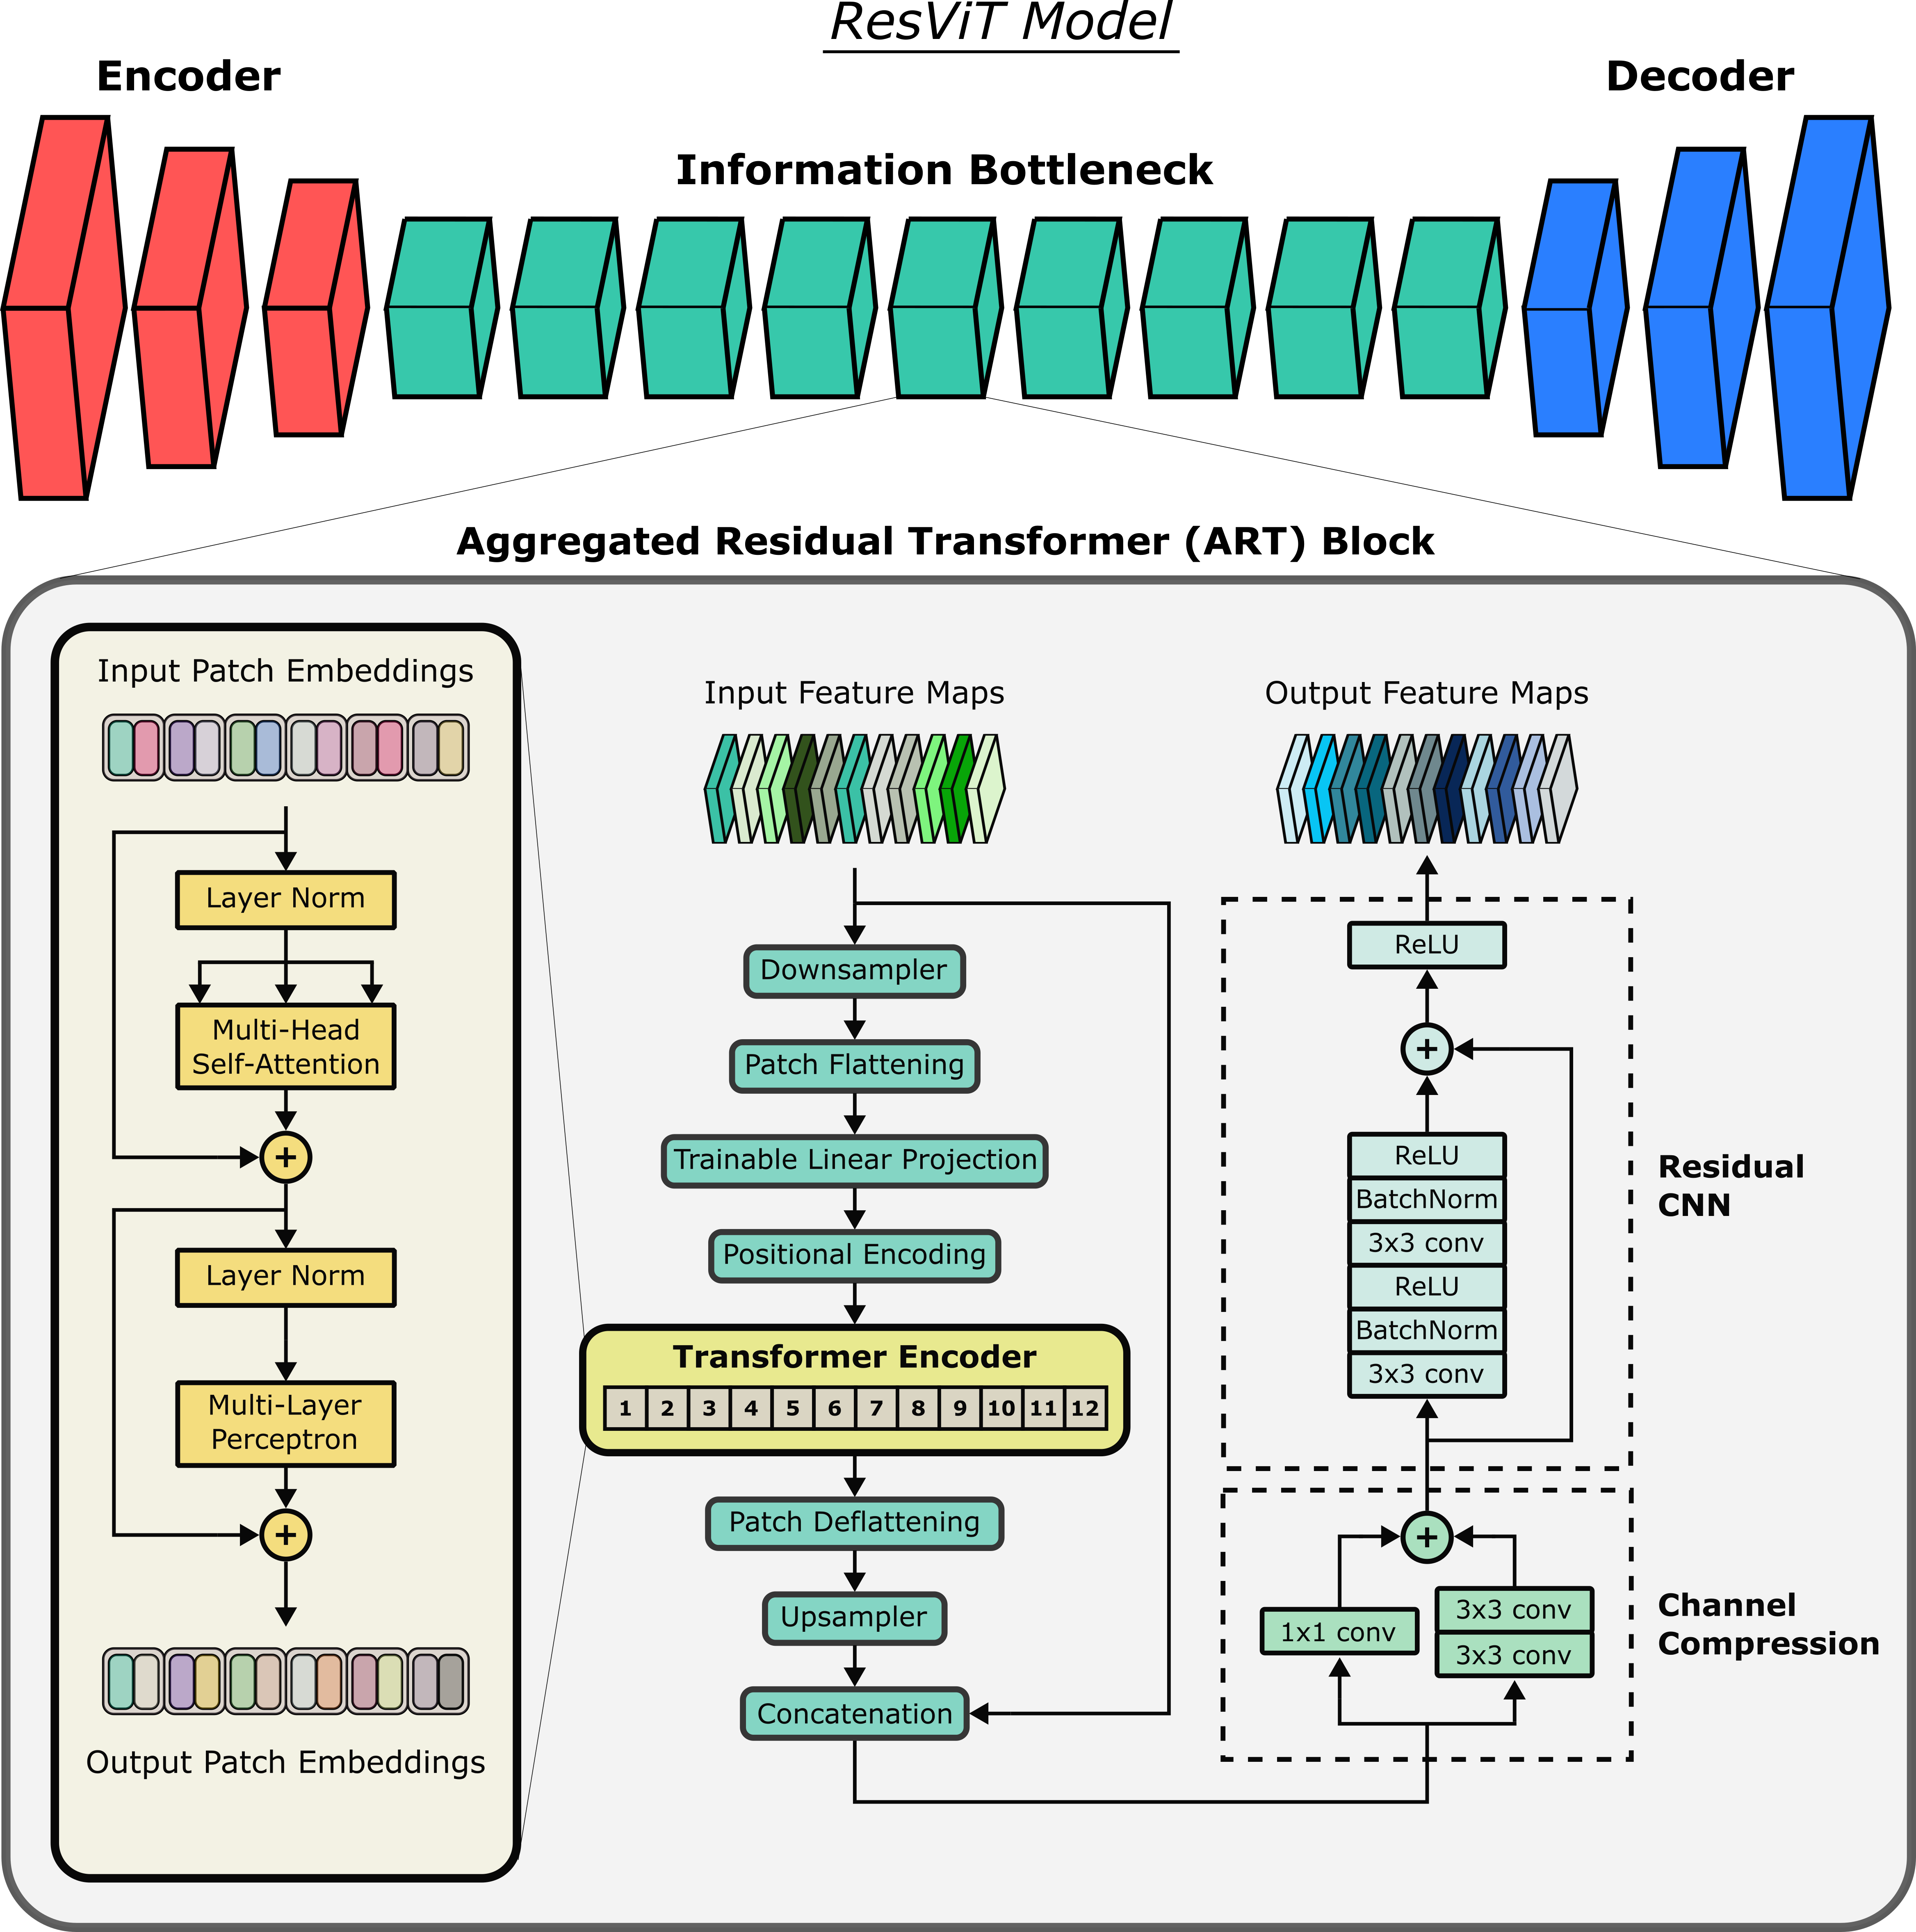 ResViT Model
Encoder
Decoder
Information Bottleneck
Aggregated Residual Transformer (ART) Block
Input Patch Embeddings
Layer Norm
Multi-Head
Self-Attention
+
Layer Norm
Multi-Layer
Perceptron
+
Output Patch Embeddings
Input Feature Maps
Downsampler
Patch Flattening
Trainable Linear Projection
Positional Encoding
Transformer Encoder
1 2 3 4 5 6 7 8 9 10 11 12
Patch Deflattening
Upsampler
Concatenation
Output Feature Maps
ReLU
+
ReLU
BatchNorm
3x3 conv
ReLU
BatchNorm
3x3 conv
Residual
CNN
+
1x1 conv
3x3 conv
3x3 conv
Channel
Compression